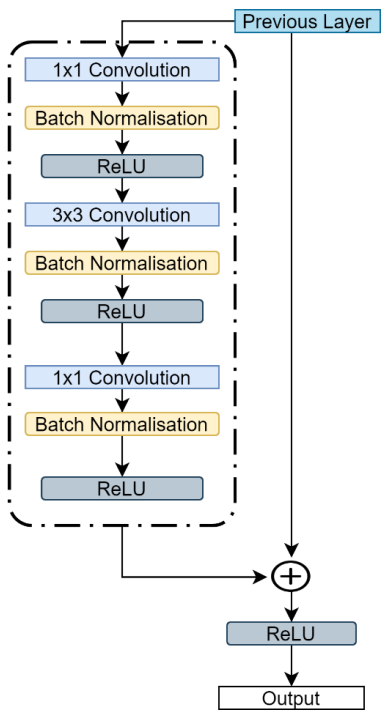 Previous Layer
1x1 Convolution
Batch Normalisation
ReLU
3x3 Convolution
Batch Normalisation
ReLU
1x1 Convolution
Batch Normalisation
ReLU
+
ReLU
Output